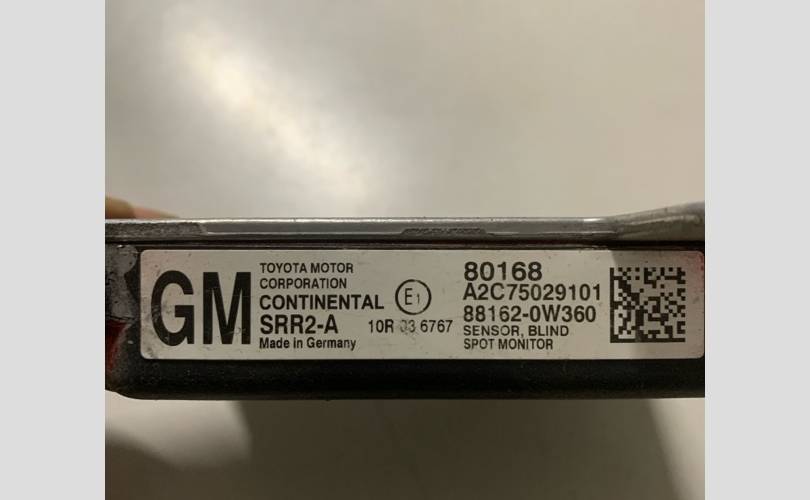 GM
TOYOTA MOTOR
CORPORATION
CONTINENTAL
SRR2-A
Made in Germany
E1
10R 03 6767
80168
A2C75029101
88162-0W360
SENSOR, BLIND
SPOT MONITOR